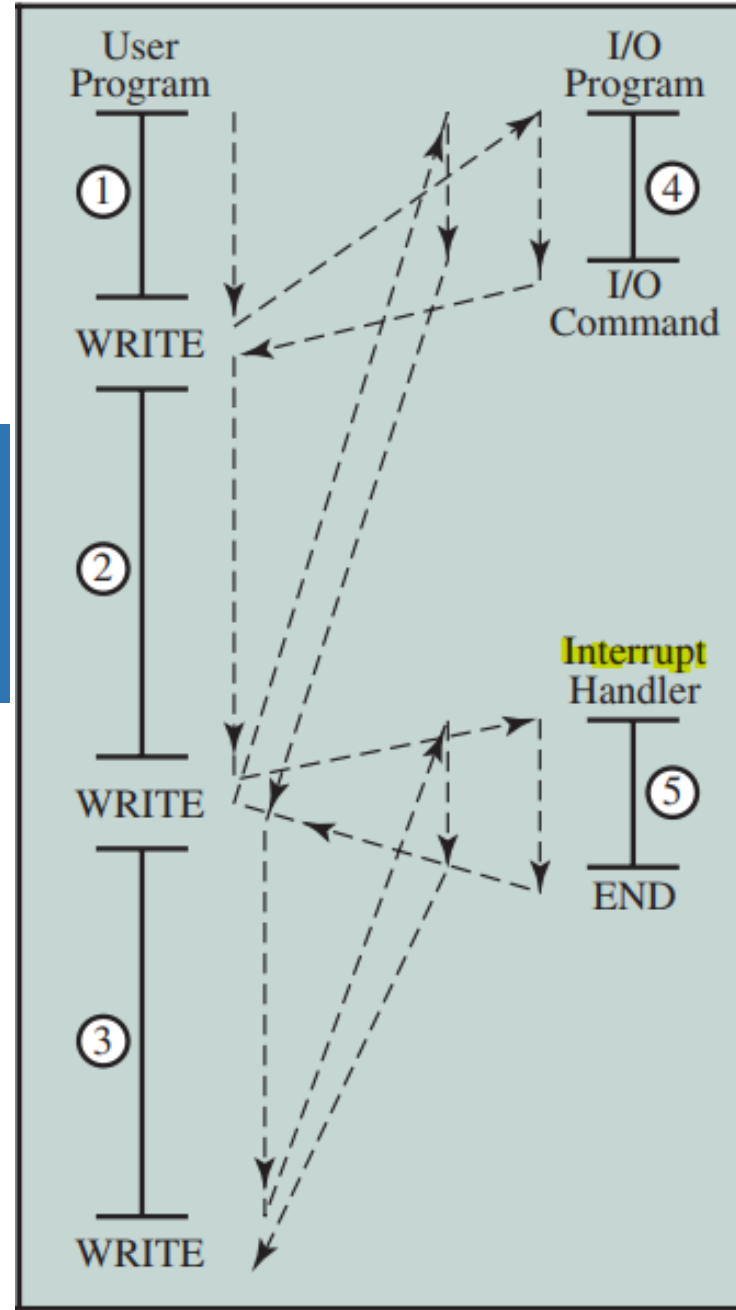 User
Program
I/O
Program
1
4
I/O
Command
WRITE
2
Interrupt
Handler
WRITE
5
END
3
WRITE